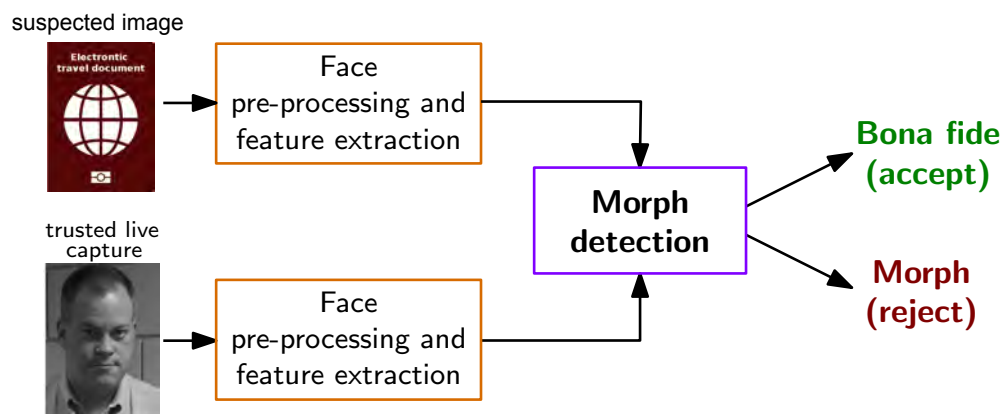 suspected image
Electrontic
travel document
Face
pre-processing and
feature extraction
trusted live
capture
Face
pre-processing and
feature extraction
Morph
detection
Bona fide
(accept)
Morph
(reject)